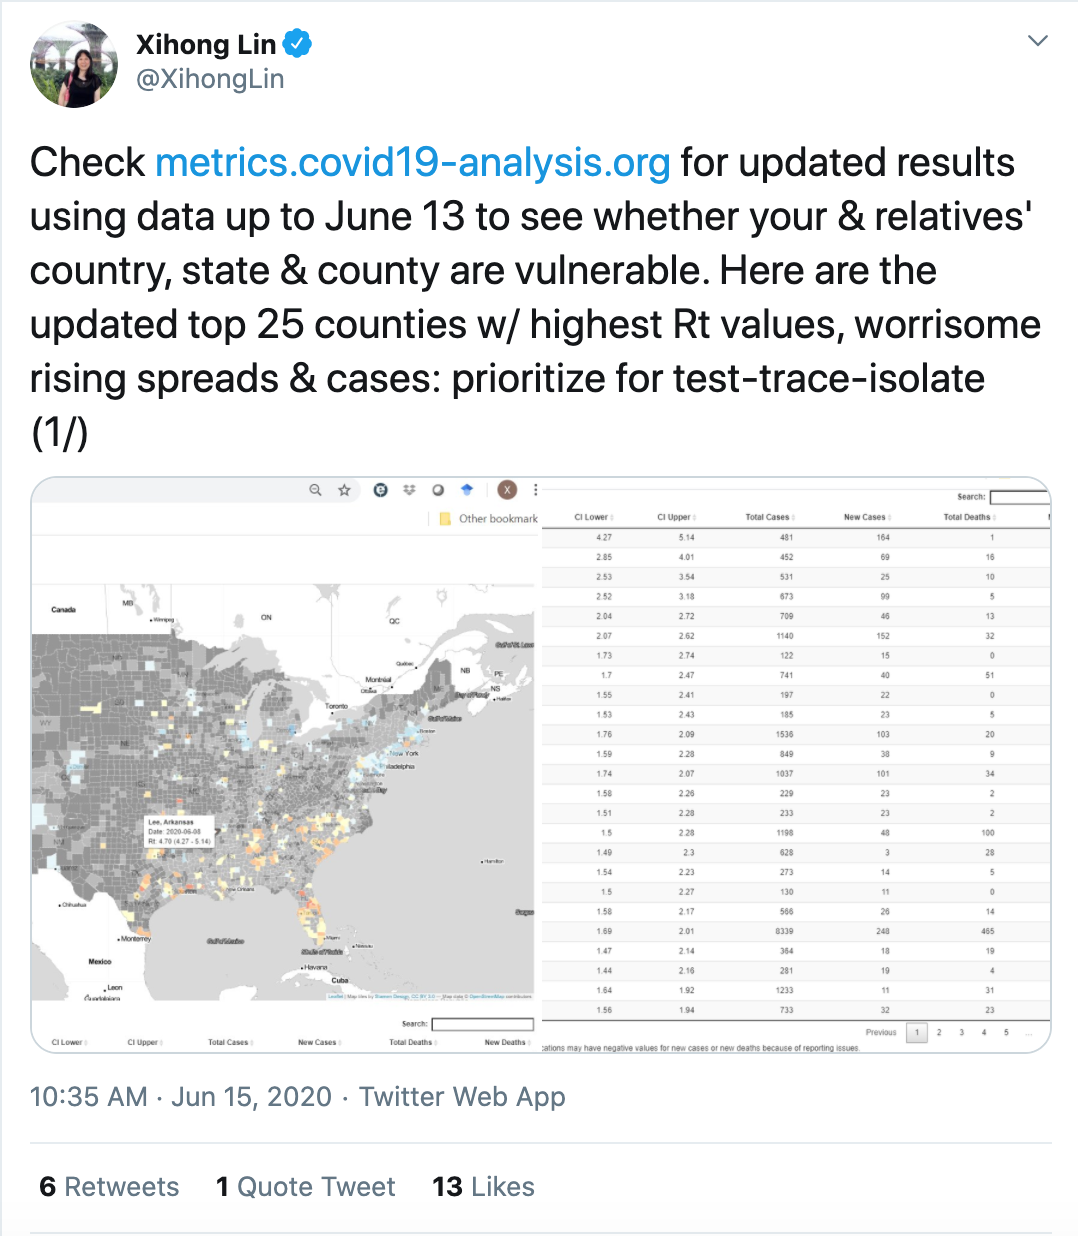 Xihong Lin
@XihongLin
Check metrics.covid19-analysis.org for updated results
using data up to June 13 to see whether your & relatives'
country, state & county are vulnerable. Here are the
updated top 25 counties w/ highest Rt values, worrisome
rising spreads & cases: prioritize for test-trace-isolate
(1/)
X
Other bookmark
Canada
MB
Winnipeg
ON
QC
Québec
NB
PE
Montréal
NS
Ottawa
Halifax
Toronto
WY
Boston
New York
Lee, Arkansas
Date: 2020-06-08
Rt: 4.70 (4.27 - 5.14)
Hamilton
New Orleans
Chihuahua
Monterrey
Gulf of Mexico
Miami
Nassau
Havana
Mexico
Cuba
Leon
Guadalajara
Search:
CI Lower CI Upper Total Cases New Cases Total Deaths New Deaths
Search:
CI Lower CI Upper Total Cases New Cases Total Deaths
4.27 5.14 481 164 1
2.85 4.01 452 69 16
2.53 3.54 531 25 10
2.52 3.18 673 99 5
2.04 2.72 709 46 13
2.07 2.62 1140 152 32
1.73 2.74 122 15 0
1.7 2.47 741 40 51
1.55 2.41 197 22 0
1.53 2.43 185 23 5
1.76 2.09 1536 103 20
1.59 2.28 849 38 9
1.74 2.07 1037 101 34
1.58 2.26 229 23 2
1.51 2.28 233 23 2
1.5 2.28 1198 48 100
1.49 2.3 628 3 28
1.54 2.23 273 14 5
1.5 2.27 130 11 0
1.58 2.17 566 26 14
1.69 2.01 8339 248 465
1.47 2.14 364 18 19
1.44 2.16 281 19 4
1.64 1.92 1233 11 31
1.56 1.94 733 32 23
Previous 1 2 3 4 5 ...
cations may have negative values for new cases or new deaths because of reporting issues.
10:35 AM · Jun 15, 2020 · Twitter Web App
6 Retweets 1 Quote Tweet 13 Likes